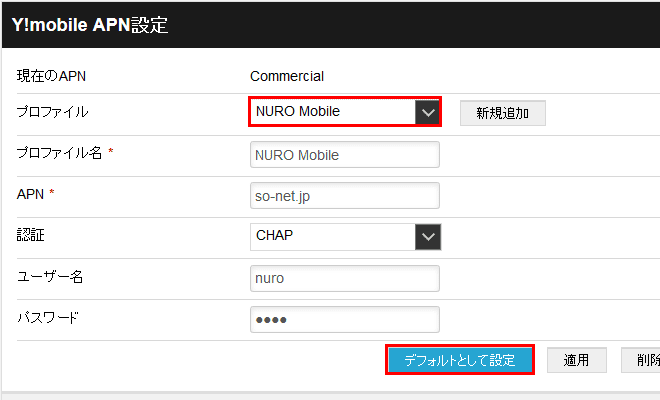 Y!mobile APN設定
現在のAPN Commercial
プロファイル NURO Mobile 新規追加
プロファイル名 * NURO Mobile
APN * so-net.jp
認証 CHAP
ユーザー名 nuro
パスワード ●●●●
デフォルトとして設定 適用 削除